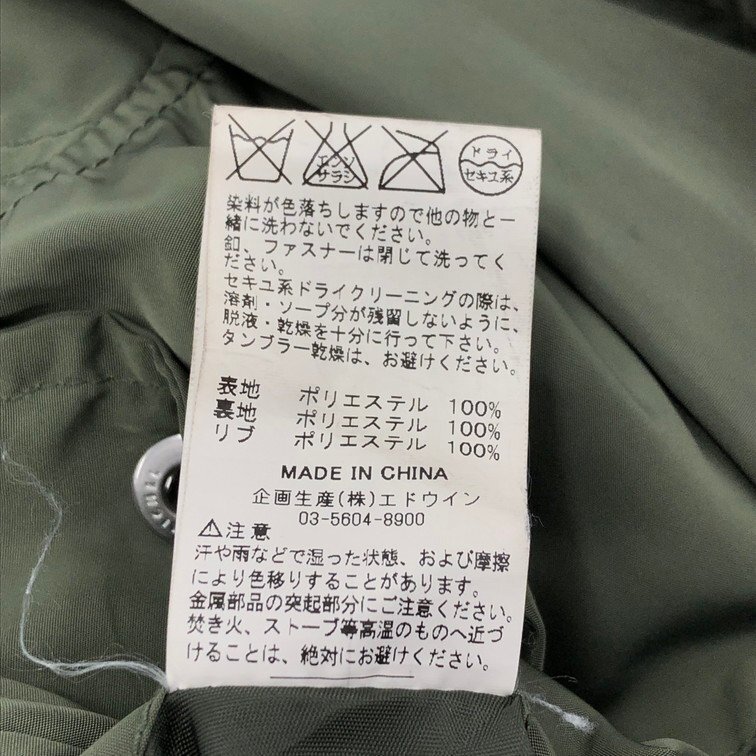 エンソ
サラシ
ドライ
セキユ系
染料が色落ちしますので他の物と一
緒に洗わないでください。
釦、ファスナーは閉じて洗ってく
ださい。
セキユ系ドライクリーニングの際は、
溶剤・ソープ分が残留しないように、
脱液・乾燥を十分に行って下さい。
タンブラー乾燥は、お避けください。
表地 ポリエステル 100%
裏地 ポリエステル 100%
リブ ポリエステル 100%
MADE IN CHINA
企画生産(株)エドウイン
03-5604-8900
⚠注意
汗や雨などで湿った状態、および摩擦
により色移りすることがあります。
金属部品の突起部分にご注意ください。
焚き火、ストーブ等高温のものへ近づ
けることは、絶対にお避けください。